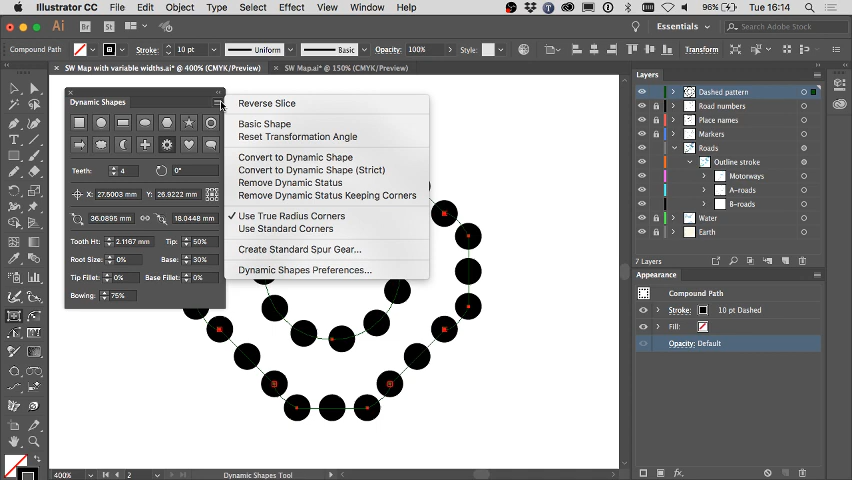 Illustrator CC File Edit Object Type Select Effect View Window Help 96% Tue 16:14
Ai Br St Essentials Search Adobe Stock
Compound Path Stroke: 10 pt Uniform Basic Opacity: 100% Style: Transform
× SW Map with variable widths.ai* @ 400% (CMYK/Preview) × SW Map.ai* @ 150% (CMYK/Preview)
Dynamic Shapes
Teeth: 4 0°
X: 27.5003 mm Y: 26.9222 mm
36.0895 mm 18.0448 mm
Tooth Ht: 2.1167 mm Tip: 50%
Root Size: 0% Base: 30%
Tip Fillet: 0% Base Fillet: 0%
Bowing: 75%
Reverse Slice
Basic Shape
Reset Transformation Angle
Convert to Dynamic Shape
Convert to Dynamic Shape (Strict)
Remove Dynamic Status
Remove Dynamic Status Keeping Corners
✓ Use True Radius Corners
Use Standard Corners
Create Standard Spur Gear...
Dynamic Shapes Preferences...
Layers
Dashed pattern
Road numbers
Place names
Markers
Roads
Outline stroke
Motorways
A-roads
B-roads
Water
Earth
7 Layers
Appearance
Compound Path
Stroke: 10 pt Dashed
Fill:
Opacity: Default
fx
400% 2 Dynamic Shapes Tool